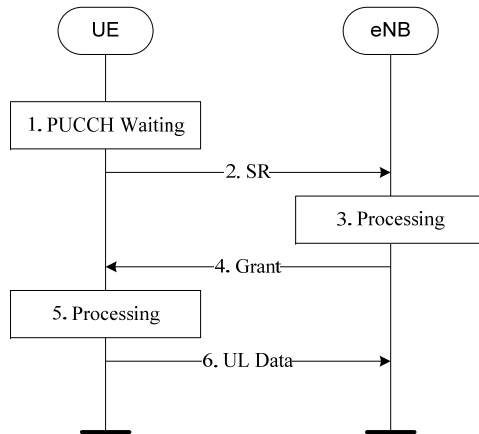 UE
eNB
1. PUCCH Waiting
2. SR
3. Processing
4. Grant
5. Processing
6. UL Data